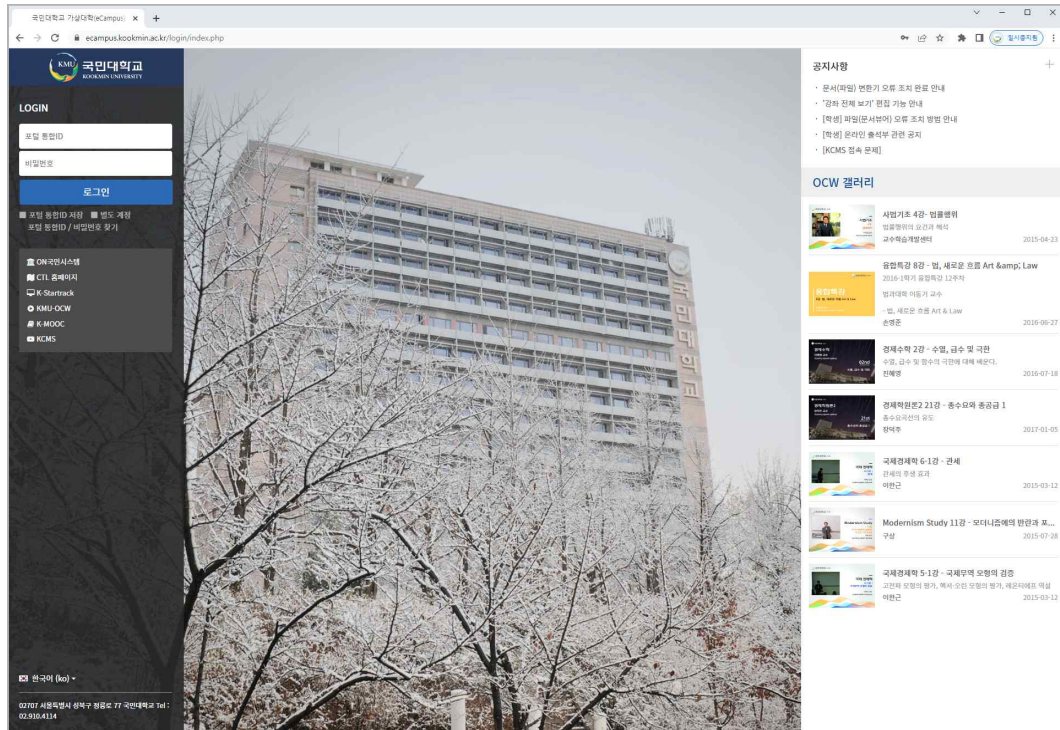 국민대학교 가상대학(eCampus)
ecampus.kookmin.ac.kr/login/index.php
일시중지됨
KMU 국민대학교
KOOKMIN UNIVERSITY
LOGIN
포털 통합ID
비밀번호
로그인
포털 통합ID 저장 별도 계정
포털 통합ID / 비밀번호 찾기
ON국민시스템
CTL 홈페이지
K-Startrack
KMU-OCW
K-MOOC
KCMS
한국어 (ko)
02707 서울특별시 성북구 정릉로 77 국민대학교 Tel :
02.910.4114
국민대학교
공지사항
· 문서(파일) 변환기 오류 조치 완료 안내
· '강좌 전체 보기' 편집 기능 안내
· [학생] 파일(문서뷰어) 오류 조치 방법 안내
· [학생] 온라인 출석부 관련 공지
· [KCMS 접속 문제]
OCW 갤러리
사법기초 4강- 법률행위
법률행위의 요건과 해석
교수학습개발센터 2015-04-23
융합특강 8강 - 법, 새로운 흐름 Art &amp; Law
2016-1학기 융합특강 12주차
법과대학 이동기 교수
- 법, 새로운 흐름 Art & Law
손영준 2016-06-27
경제수학 2강 - 수열, 급수 및 극한
수열, 급수 및 함수의 극한에 대해 배운다.
진혜영 2016-07-18
경제학원론2 21강 - 총수요와 총공급 1
총수요곡선의 유도
장덕주 2017-01-05
국제경제학 6-1강 - 관세
관세의 후생 효과
이한근 2015-03-12
Modernism Study 11강 - 모더니즘에의 반란과 포...
구상 2015-07-28
국제경제학 5-1강 - 국제무역 모형의 검증
고전파 모형의 평가, 헥셔-오린 모형의 평가, 레온티에프 역설
이한근 2015-03-12